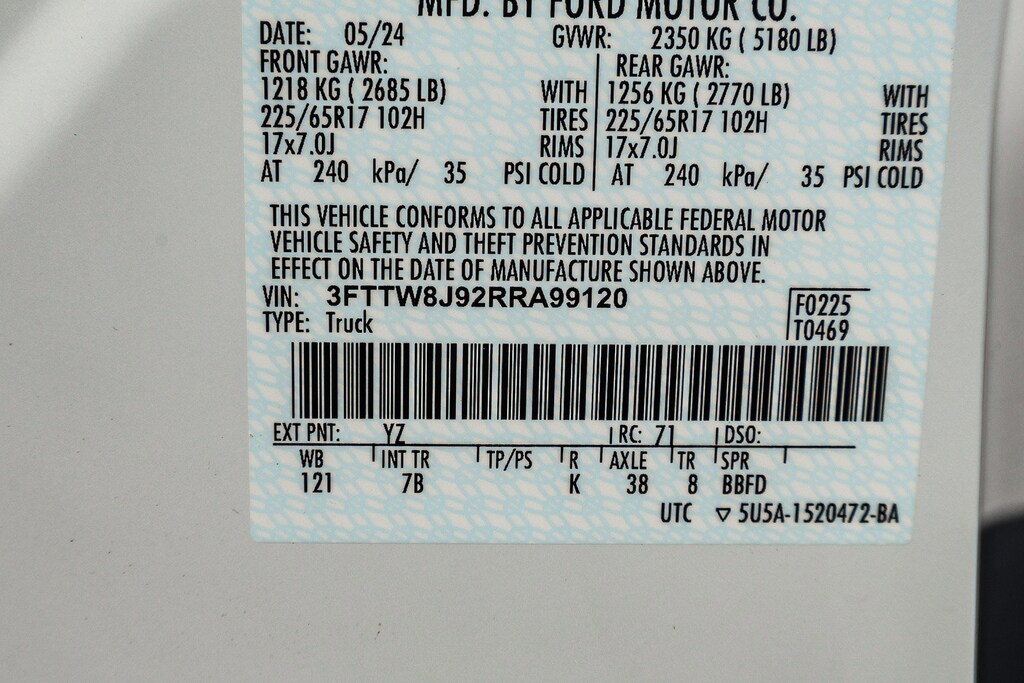 MFD. BY FORD MOTOR CO.
DATE: 05/24 GVWR: 2350 KG ( 5180 LB)
FRONT GAWR: REAR GAWR:
1218 KG ( 2685 LB) WITH 1256 KG ( 2770 LB) WITH
225/65R17 102H TIRES 225/65R17 102H TIRES
17x7.0J RIMS 17x7.0J RIMS
AT 240 kPa/ 35 PSI COLD AT 240 kPa/ 35 PSI COLD
THIS VEHICLE CONFORMS TO ALL APPLICABLE FEDERAL MOTOR
VEHICLE SAFETY AND THEFT PREVENTION STANDARDS IN
EFFECT ON THE DATE OF MANUFACTURE SHOWN ABOVE.
VIN: 3FTTW8J92RRA99120 F0225
TYPE: Truck T0469
EXT PNT: YZ RC: 71 DSO:
WB INT TR TP/PS R AXLE TR SPR
121 7B K 38 8 BBFD
UTC ▽ 5U5A-1520472-BA